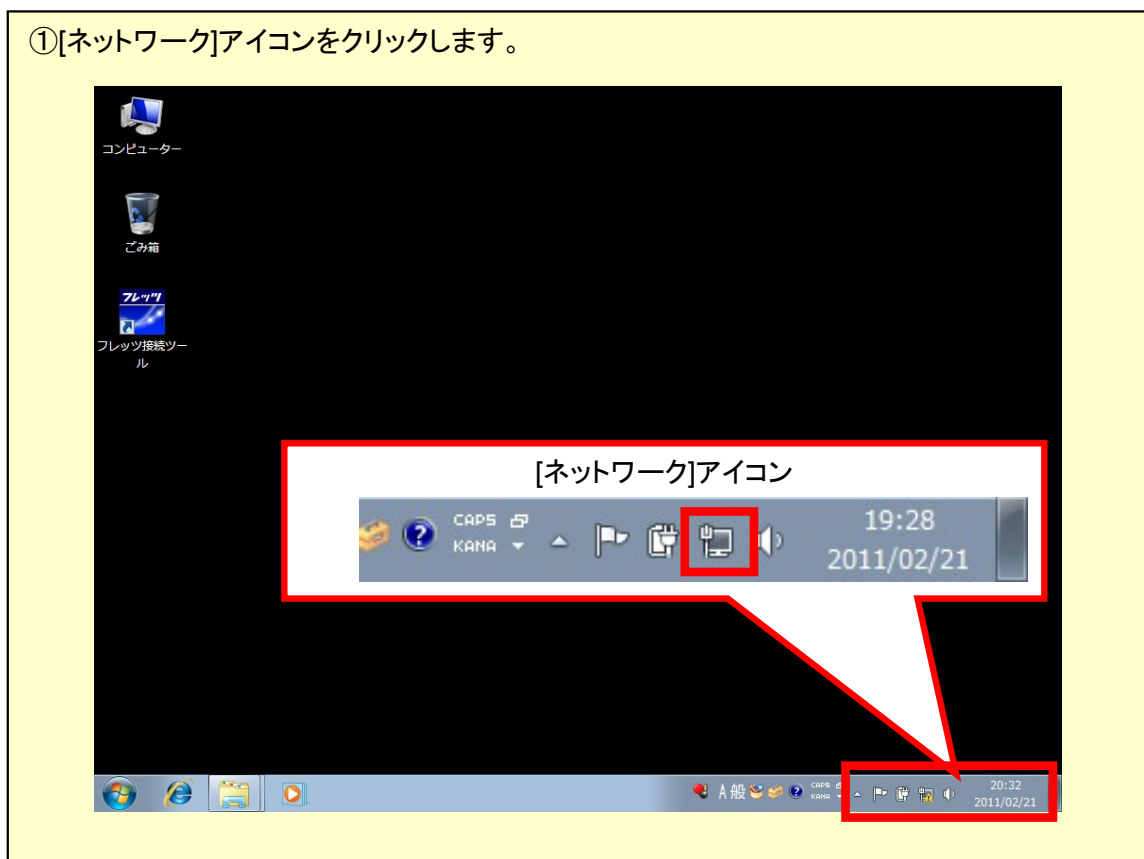 ①[ネットワーク]アイコンをクリックします。
コンピューター
ごみ箱
フレッツ
フレッツ接続ツー
ル
[ネットワーク]アイコン
CAPS
KANA
19:28
2011/02/21
A 般
CAPS
KANA
20:32
2011/02/21